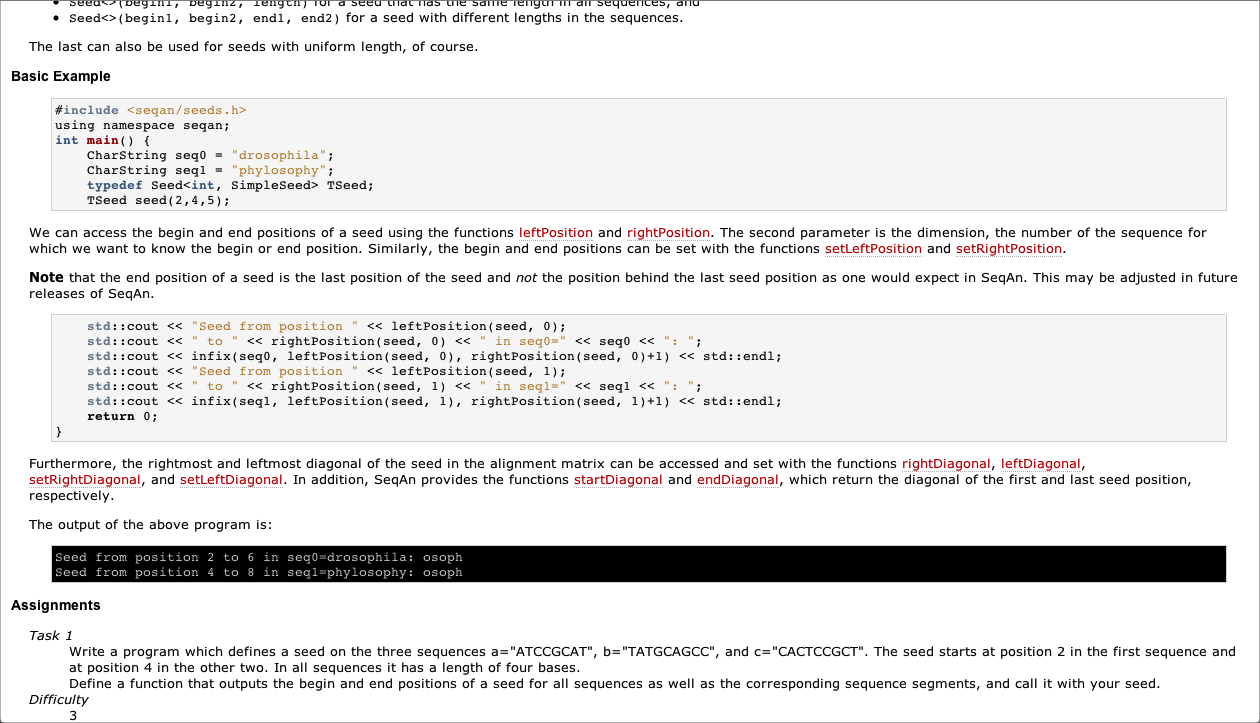 • Seed<>(begin1, begin2, length) for a seed that has the same length in all sequences, and
• Seed<>(begin1, begin2, end1, end2) for a seed with different lengths in the sequences.
The last can also be used for seeds with uniform length, of course.
Basic Example
#include <seqan/seeds.h>
using namespace seqan;
int main() {
    CharString seq0 = "drosophila";
    CharString seq1 = "phylosophy";
    typedef Seed<int, SimpleSeed> TSeed;
    TSeed seed(2,4,5);
We can access the begin and end positions of a seed using the functions leftPosition and rightPosition. The second parameter is the dimension, the number of the sequence for
which we want to know the begin or end position. Similarly, the begin and end positions can be set with the functions setLeftPosition and setRightPosition.
Note that the end position of a seed is the last position of the seed and not the position behind the last seed position as one would expect in SeqAn. This may be adjusted in future
releases of SeqAn.
    std::cout << "Seed from position " << leftPosition(seed, 0);
    std::cout << " to " << rightPosition(seed, 0) << " in seq0=" << seq0 << ": ";
    std::cout << infix(seq0, leftPosition(seed, 0), rightPosition(seed, 0)+1) << std::endl;
    std::cout << "Seed from position " << leftPosition(seed, 1);
    std::cout << " to " << rightPosition(seed, 1) << " in seq1=" << seq1 << ": ";
    std::cout << infix(seq1, leftPosition(seed, 1), rightPosition(seed, 1)+1) << std::endl;
    return 0;
}
Furthermore, the rightmost and leftmost diagonal of the seed in the alignment matrix can be accessed and set with the functions rightDiagonal, leftDiagonal,
setRightDiagonal, and setLeftDiagonal. In addition, SeqAn provides the functions startDiagonal and endDiagonal, which return the diagonal of the first and last seed position,
respectively.
The output of the above program is:
Seed from position 2 to 6 in seq0=drosophila: osoph
Seed from position 4 to 8 in seq1=phylosophy: osoph
Assignments
Task 1
Write a program which defines a seed on the three sequences a="ATCCGCAT", b="TATGCAGCC", and c="CACTCCGCT". The seed starts at position 2 in the first sequence and
at position 4 in the other two. In all sequences it has a length of four bases.
Define a function that outputs the begin and end positions of a seed for all sequences as well as the corresponding sequence segments, and call it with your seed.
Difficulty
3